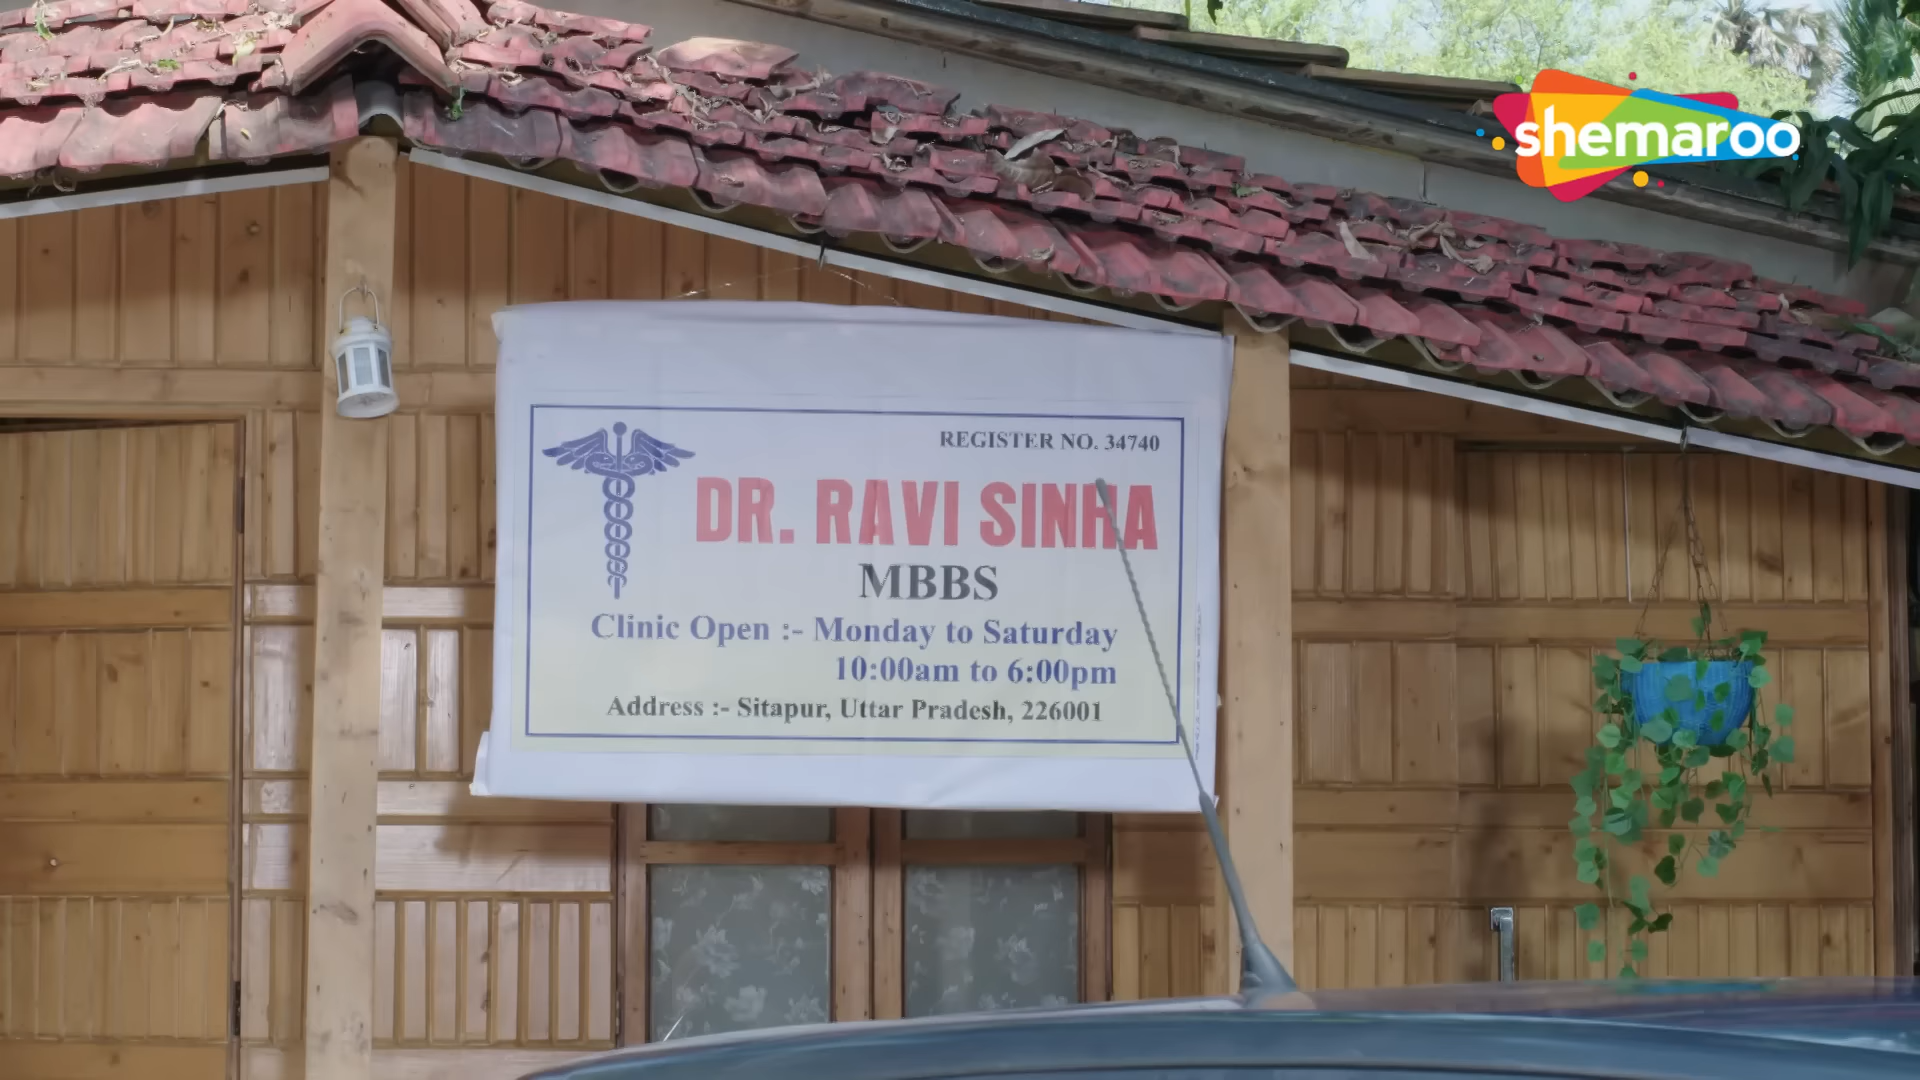 shemaroo
REGISTER NO. 34740
DR. RAVI SINHA
MBBS
Clinic Open :- Monday to Saturday
10:00am to 6:00pm
Address :- Sitapur, Uttar Pradesh, 226001